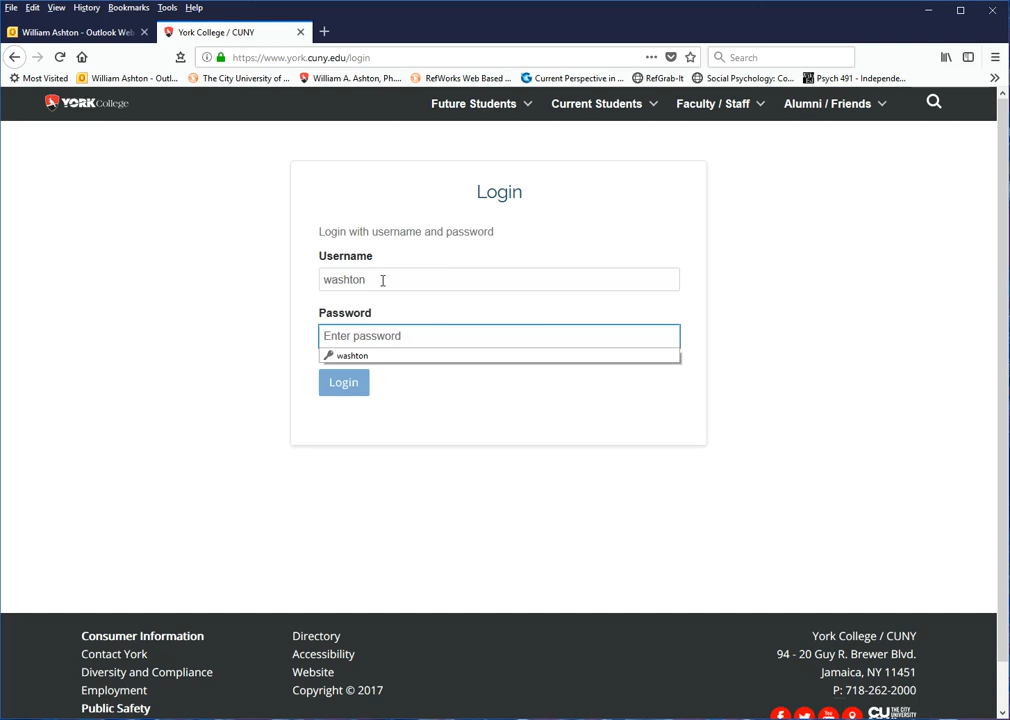 File Edit View History Bookmarks Tools Help
William Ashton - Outlook Web
York College / CUNY
https://www.york.cuny.edu/login
Search
Most Visited
William Ashton - Outl...
The City University of ...
William A. Ashton, Ph....
RefWorks Web Based ...
Current Perspective in ...
RefGrab-It
Social Psychology: Co...
Psych 491 - Independe...
YORK College
Future Students
Current Students
Faculty / Staff
Alumni / Friends
Login
Login with username and password
Username
washton
Password
Enter password
washton
Login
Consumer Information
Contact York
Diversity and Compliance
Employment
Public Safety
Directory
Accessibility
Website
Copyright © 2017
York College / CUNY
94 - 20 Guy R. Brewer Blvd.
Jamaica, NY 11451
P: 718-262-2000
CU
THE CITY
UNIVERSITY